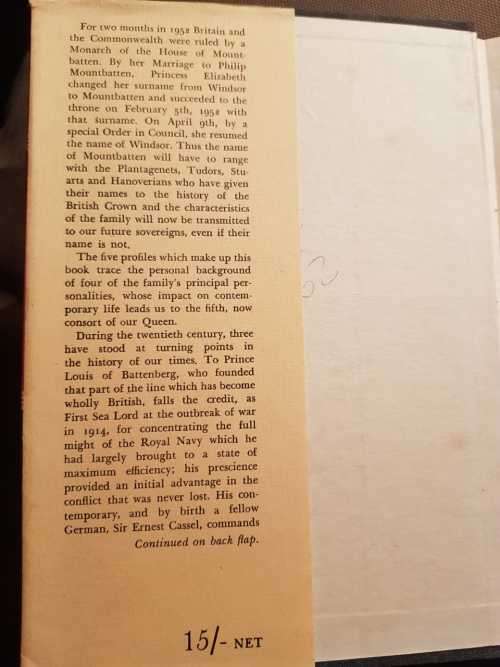 For two months in 1952 Britain and
the Commonwealth were ruled by a
Monarch of the House of Mount-
batten. By her Marriage to Philip
Mountbatten, Princess Elizabeth
changed her surname from Windsor
to Mountbatten and succeeded to the
throne on February 5th, 1952 with
that surname. On April 9th, by a
special Order in Council, she resumed
the name of Windsor. Thus the name
of Mountbatten will have to range
with the Plantagenets, Tudors, Stu-
arts and Hanoverians who have given
their names to the history of the
British Crown and the characteristics
of the family will now be transmitted
to our future sovereigns, even if their
name is not.
The five profiles which make up this
book trace the personal background
of four of the family's principal per-
sonalities, whose impact on contem-
porary life leads us to the fifth, now
consort of our Queen.
During the twentieth century, three
have stood at turning points in
the history of our times. To Prince
Louis of Battenberg, who founded
that part of the line which has become
wholly British, falls the credit, as
First Sea Lord at the outbreak of war
in 1914, for concentrating the full
might of the Royal Navy which he
had largely brought to a state of
maximum efficiency; his prescience
provided an initial advantage in the
conflict that was never lost. His con-
temporary, and by birth a fellow
German, Sir Ernest Cassel, commands
Continued on back flap.
15/- NET